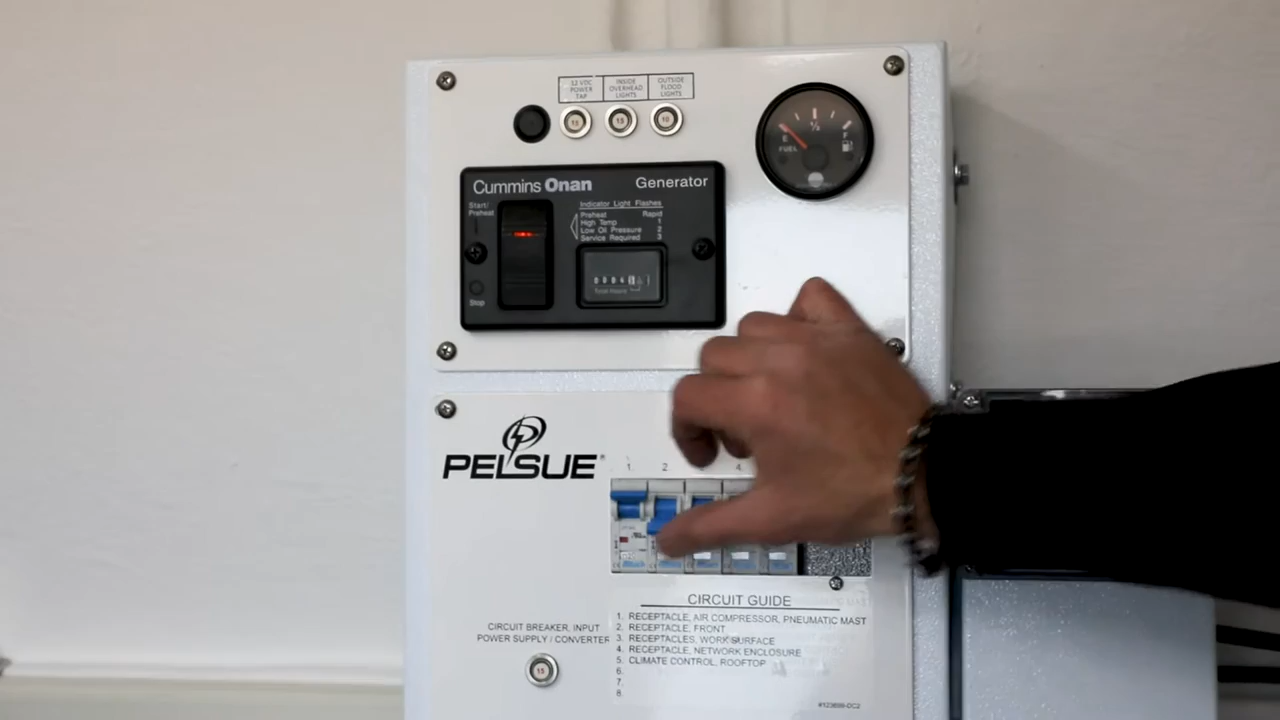 12 VDC POWER TAP
INSIDE OVERHEAD LIGHTS
OUTSIDE FLOOD LIGHTS
15
15
10
E
1/2
F
FUEL
Cummins Onan
Generator
Start/
Preheat
Indicator Light Flashes
Preheat Rapid
High Temp 1
Low Oil Pressure 2
Service Required 3
Total Hours
Stop
PELSUE®
1.
2
4.
CIRCUIT GUIDE
1. RECEPTACLE, AIR COMPRESSOR, PNEUMATIC MAST
2. RECEPTACLE, FRONT
3. RECEPTACLES, WORK SURFACE
4. RECEPTACLE, NETWORK ENCLOSURE
5. CLIMATE CONTROL, ROOFTOP
6.
7.
8.
CIRCUIT BREAKER, INPUT
POWER SUPPLY / CONVERTER
15